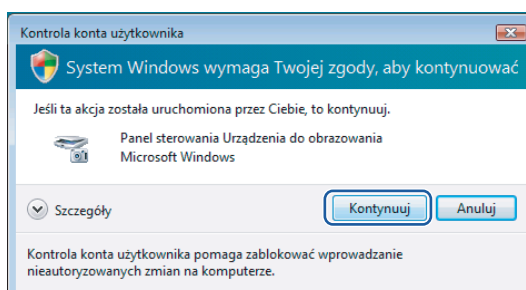 Kontrola konta użytkownika
System Windows wymaga Twojej zgody, aby kontynuować
Jeśli ta akcja została uruchomiona przez Ciebie, to kontynuuj.
Panel sterowania Urządzenia do obrazowania
Microsoft Windows
Szczegóły
Kontynuuj
Anuluj
Kontrola konta użytkownika pomaga zablokować wprowadzanie
nieautoryzowanych zmian na komputerze.